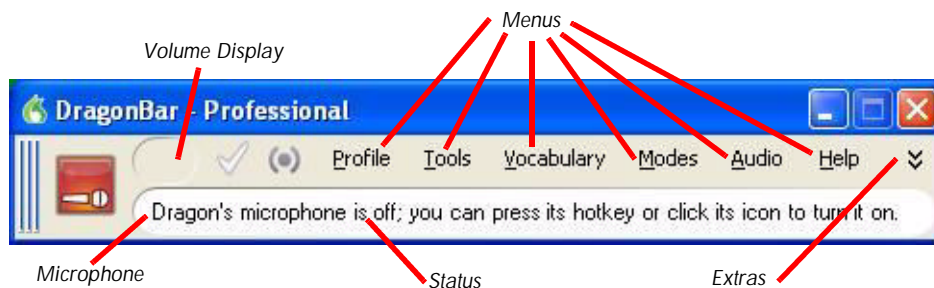 Menus
Volume Display
DragonBar - Professional
Profile Tools Vocabulary Modes Audio Help
Dragon's microphone is off; you can press its hotkey or click its icon to turn it on.
Microphone Status Extras